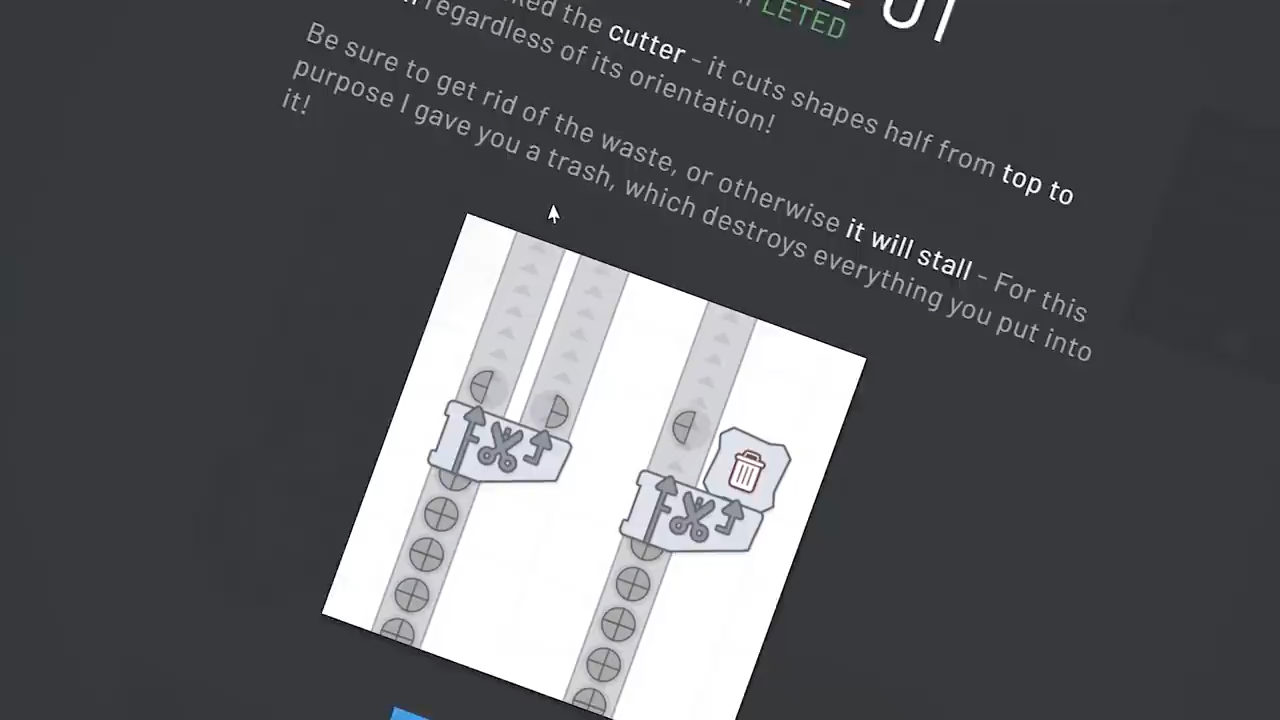 LETED
the cutter - it cuts shapes half from top to
regardless of its orientation!
Be sure to get rid of the waste, or otherwise it will stall - For this
purpose I gave you a trash, which destroys everything you put into
it!